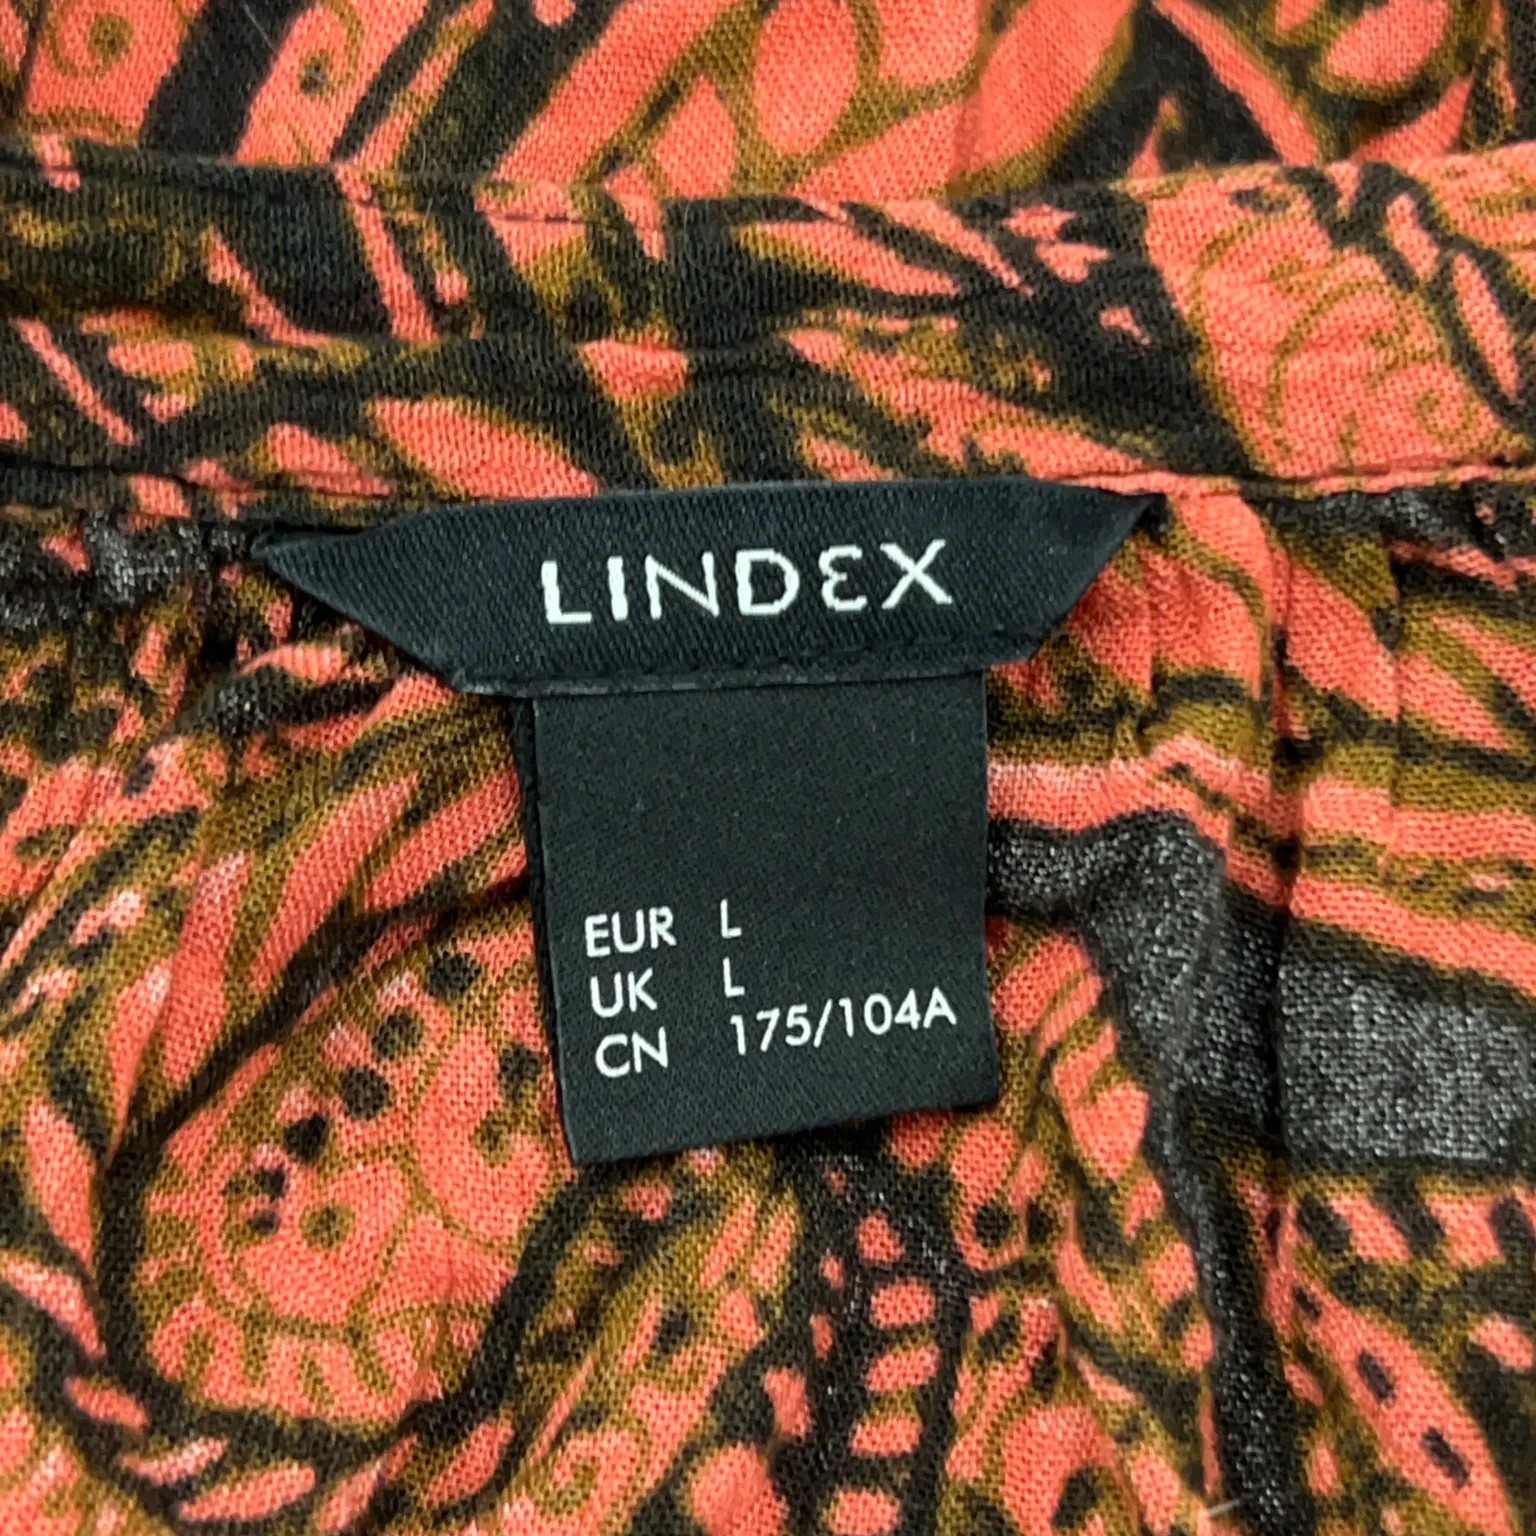 LINDEX
EUR L
UK L
CN 175/104A